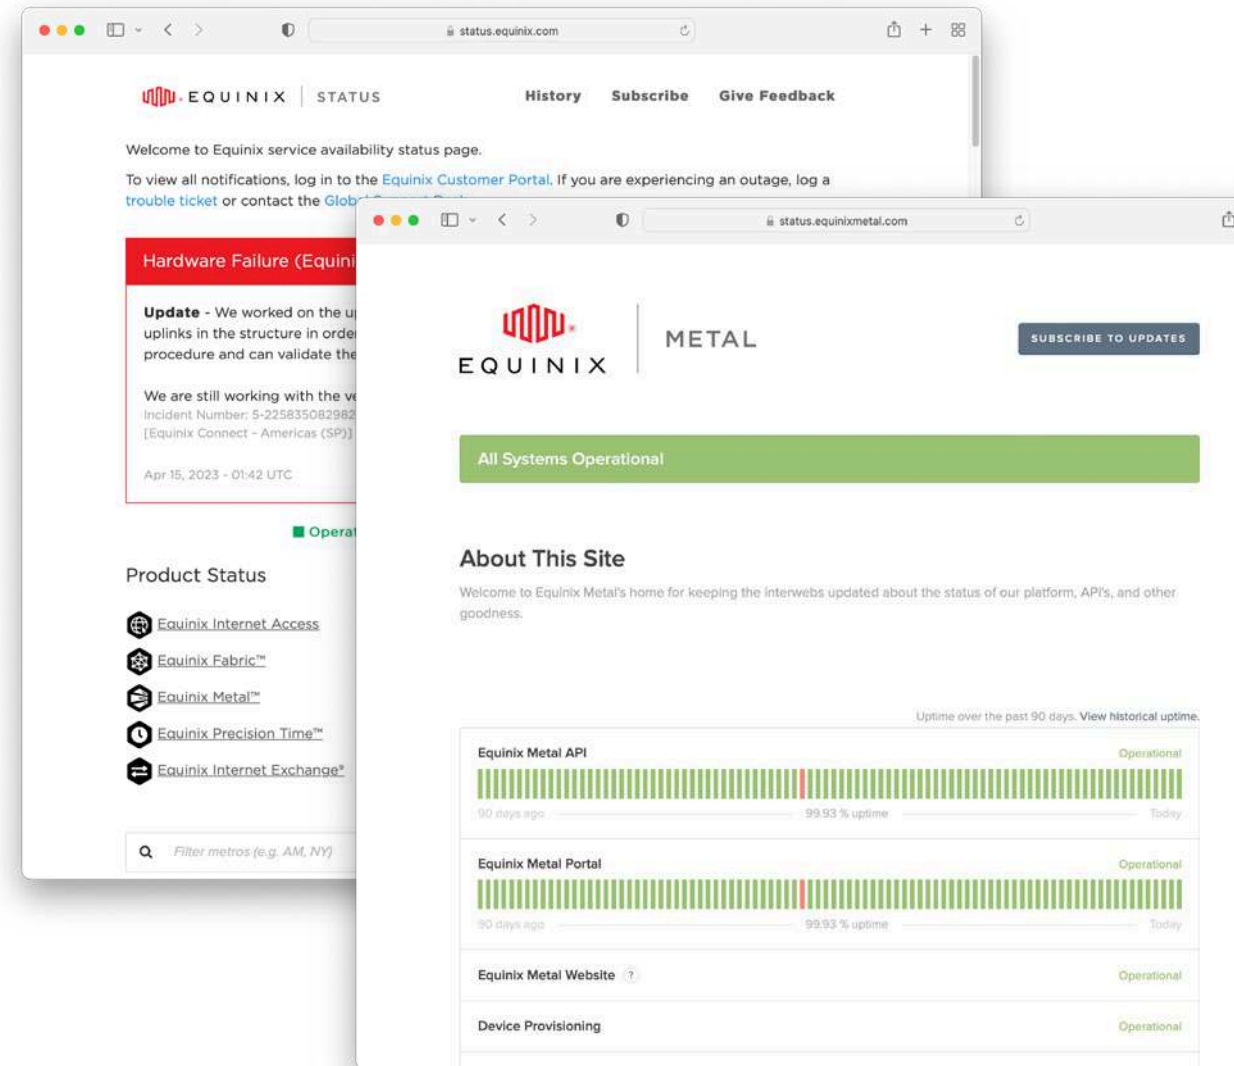 status.equinix.com
EQUINIX STATUS
History Subscribe Give Feedback
Welcome to Equinix service availability status page.
To view all notifications, log in to the Equinix Customer Portal. If you are experiencing an outage, log a
trouble ticket or contact the
Hardware Failure
Update - We worked on the
uplinks in the structure in
procedure and can validate the
We are still working with the
Incident Number: 5-225835082982
[Equinix Connect - Americas (SP)]
Apr 15, 2023 - 01:42 UTC
Product Status
Equinix Internet Access
Equinix Fabric™
Equinix Metal™
Equinix Precision Time™
Equinix Internet Exchange®
Filter metros (e.g. AM, NY)
status.equinixmetal.com
EQUINIX
METAL
SUBSCRIBE TO UPDATES
All Systems Operational
About This Site
Welcome to Equinix Metal's home for keeping the interwebs updated about the status of our platform, API's, and other
goodness.
Uptime over the past 90 days. View historical uptime.
Equinix Metal API Operational
90 days ago 99.93 % uptime Today
Equinix Metal Portal Operational
90 days ago 99.93 % uptime Today
Equinix Metal Website ? Operational
Device Provisioning Operational